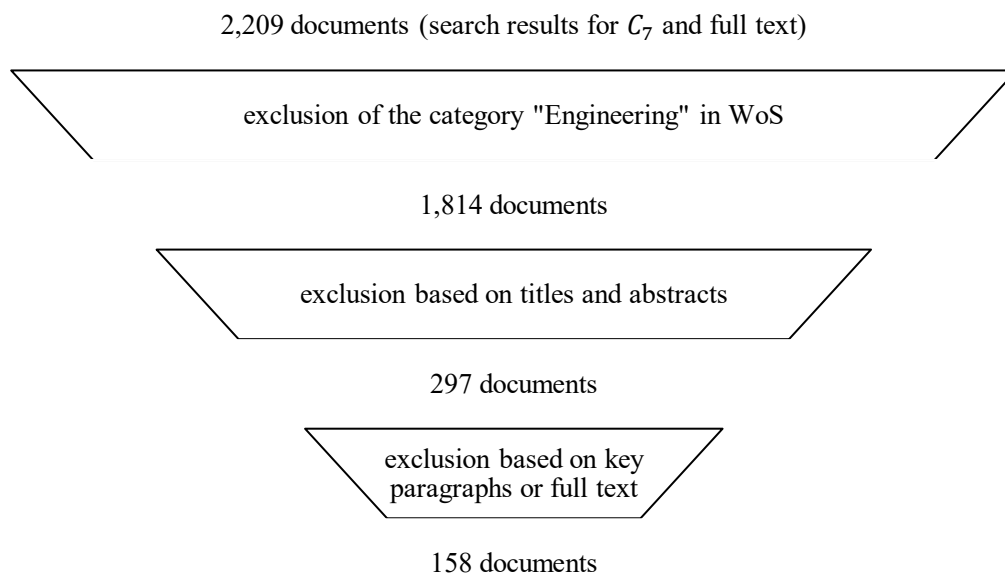 2,209 documents (search results for C₇ and full text)
exclusion of the category "Engineering" in WoS
1,814 documents
exclusion based on titles and abstracts
297 documents
exclusion based on key
paragraphs or full text
158 documents